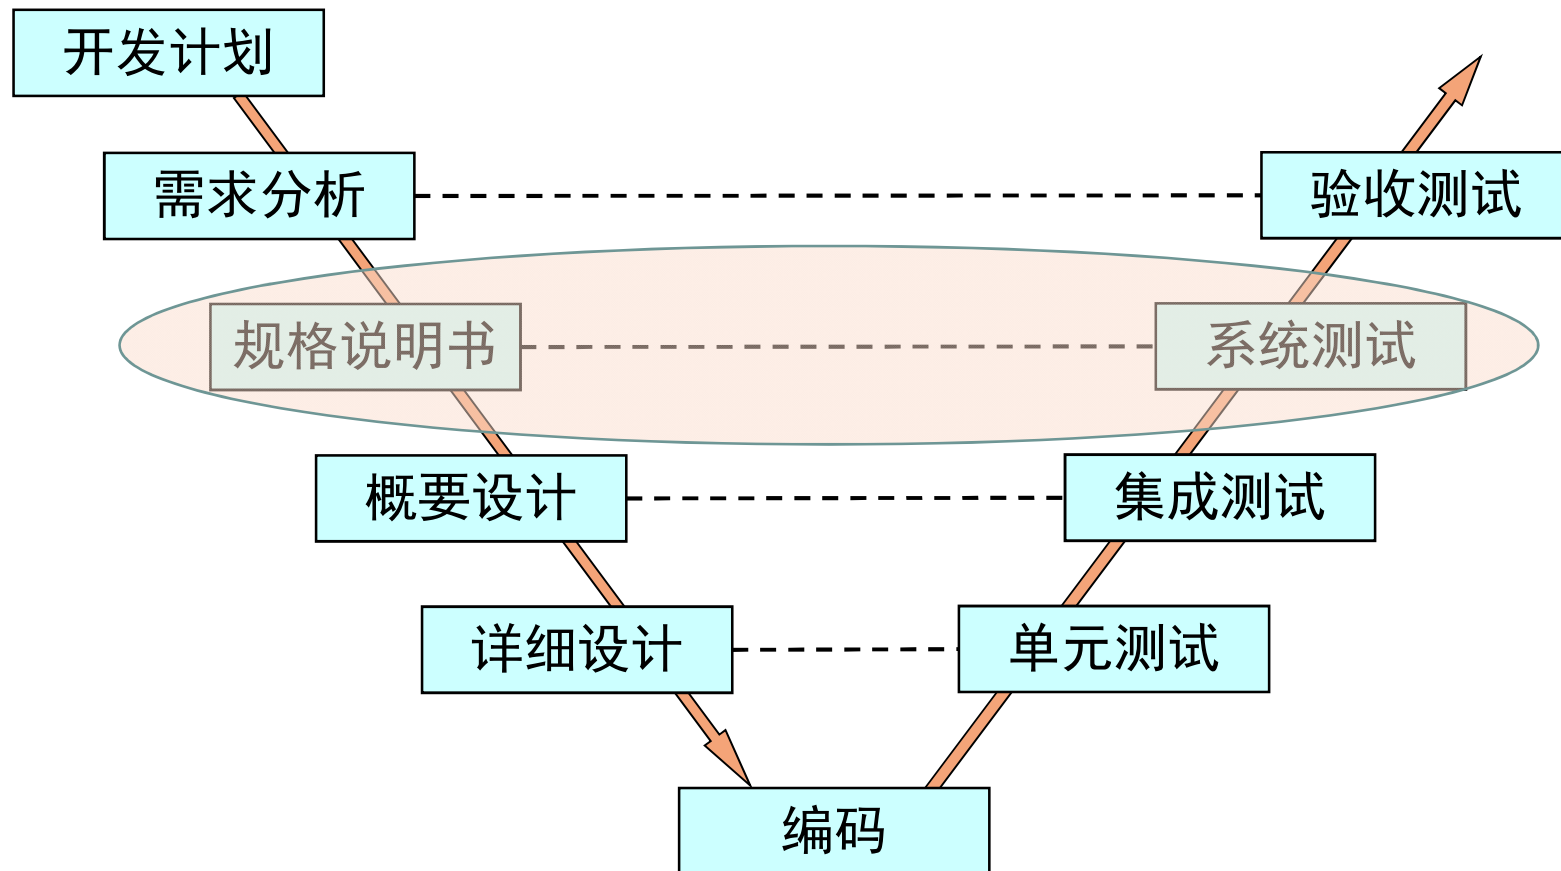 开发计划
需求分析
验收测试
规格说明书
系统测试
概要设计
集成测试
详细设计
单元测试
编码